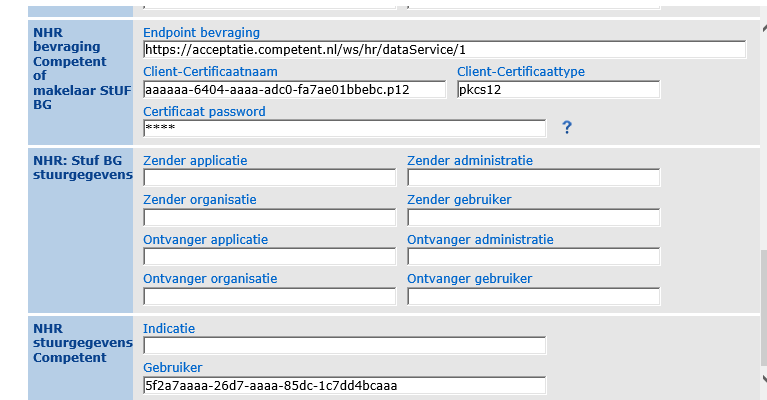 NHR
bevraging
Competent
of
makelaar StUF
BG
Endpoint bevraging
https://acceptatie.competent.nl/ws/hr/dataService/1
Client-Certificaatnaam Client-Certificaattype
aaaaaa-6404-aaaa-adc0-fa7ae01bbebc.p12 pkcs12
Certificaat password
**** ?
NHR: Stuf BG
stuurgegevens
Zender applicatie Zender administratie
Zender organisatie Zender gebruiker
Ontvanger applicatie Ontvanger administratie
Ontvanger organisatie Ontvanger gebruiker
NHR
stuurgegevens
Competent
Indicatie
Gebruiker
5f2a7aaaa-26d7-aaaa-85dc-1c7dd4bcaaa